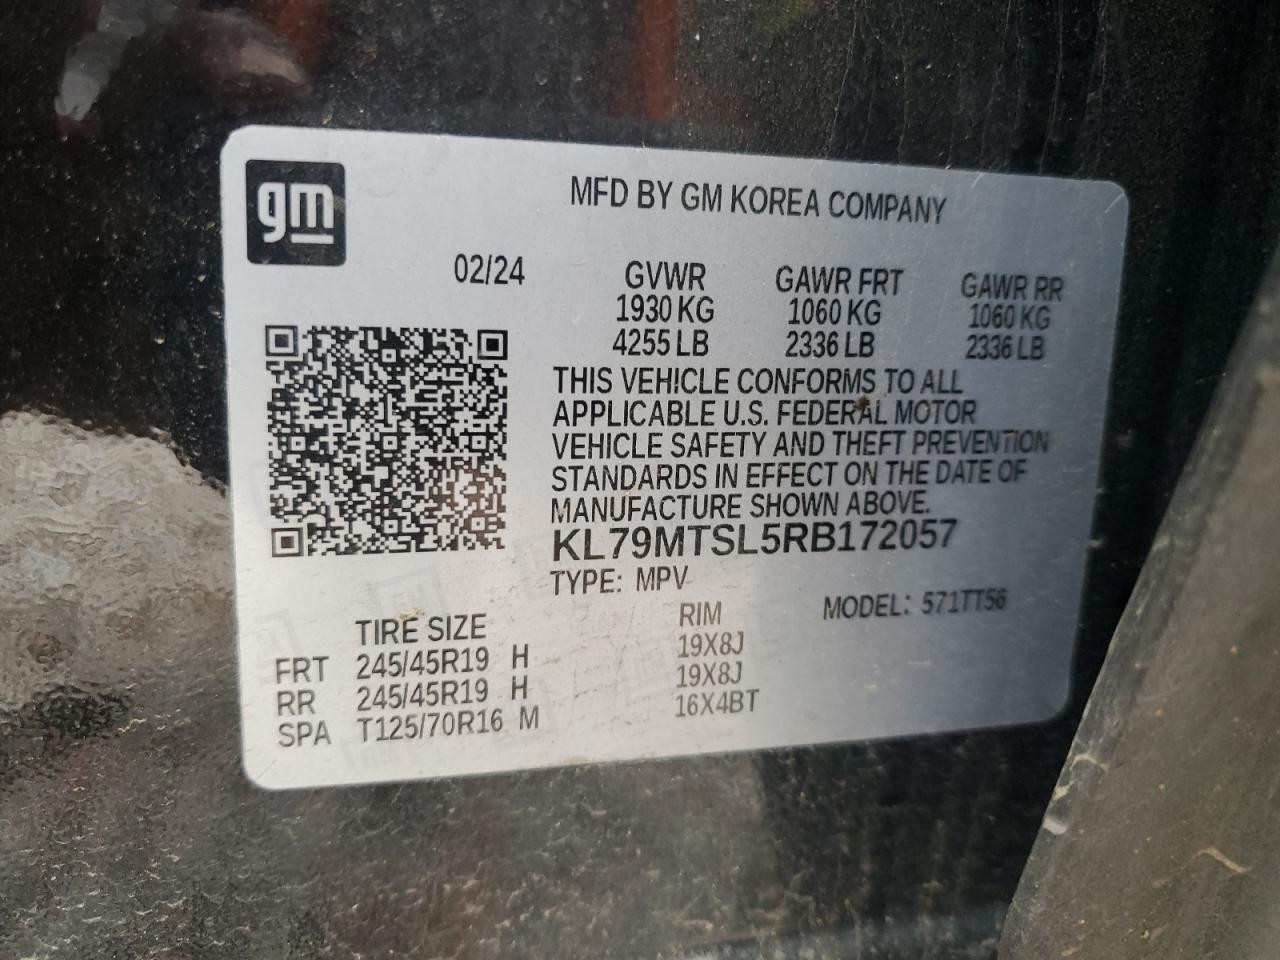 gm
MFD BY GM KOREA COMPANY
02/24
GVWR GAWR FRT GAWR RR
1930 KG 1060 KG 1060 KG
4255 LB 2336 LB 2336 LB
THIS VEHICLE CONFORMS TO ALL
APPLICABLE U.S. FEDERAL MOTOR
VEHICLE SAFETY AND THEFT PREVENTION
STANDARDS IN EFFECT ON THE DATE OF
MANUFACTURE SHOWN ABOVE.
KL79MTSL5RB172057
TYPE: MPV
MODEL: 571TT56
TIRE SIZE RIM
FRT 245/45R19 H 19X8J
RR 245/45R19 H 19X8J
SPA T125/70R16 M 16X4BT